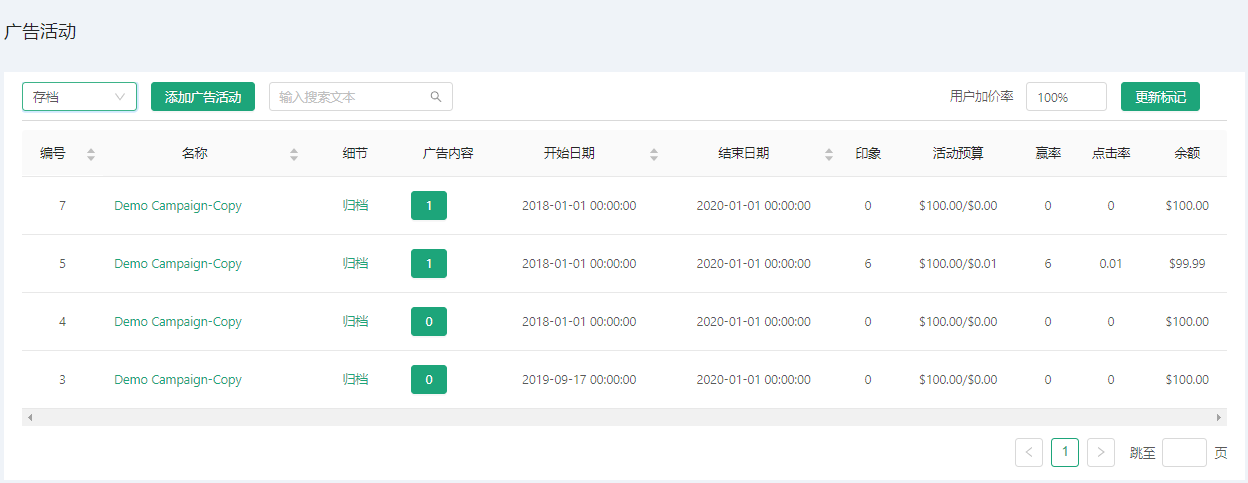 广告活动
存档 添加广告活动 输入搜索文本 用户加价率 100% 更新标记
编号 名称 细节 广告内容 开始日期 结束日期 印象 活动预算 赢率 点击率 余额
7 Demo Campaign-Copy 归档 1 2018-01-01 00:00:00 2020-01-01 00:00:00 0 $100.00/$0.00 0 0 $100.00
5 Demo Campaign-Copy 归档 1 2018-01-01 00:00:00 2020-01-01 00:00:00 6 $100.00/$0.01 6 0.01 $99.99
4 Demo Campaign-Copy 归档 0 2018-01-01 00:00:00 2020-01-01 00:00:00 0 $100.00/$0.00 0 0 $100.00
3 Demo Campaign-Copy 归档 0 2019-09-17 00:00:00 2020-01-01 00:00:00 0 $100.00/$0.00 0 0 $100.00
1 跳至 页